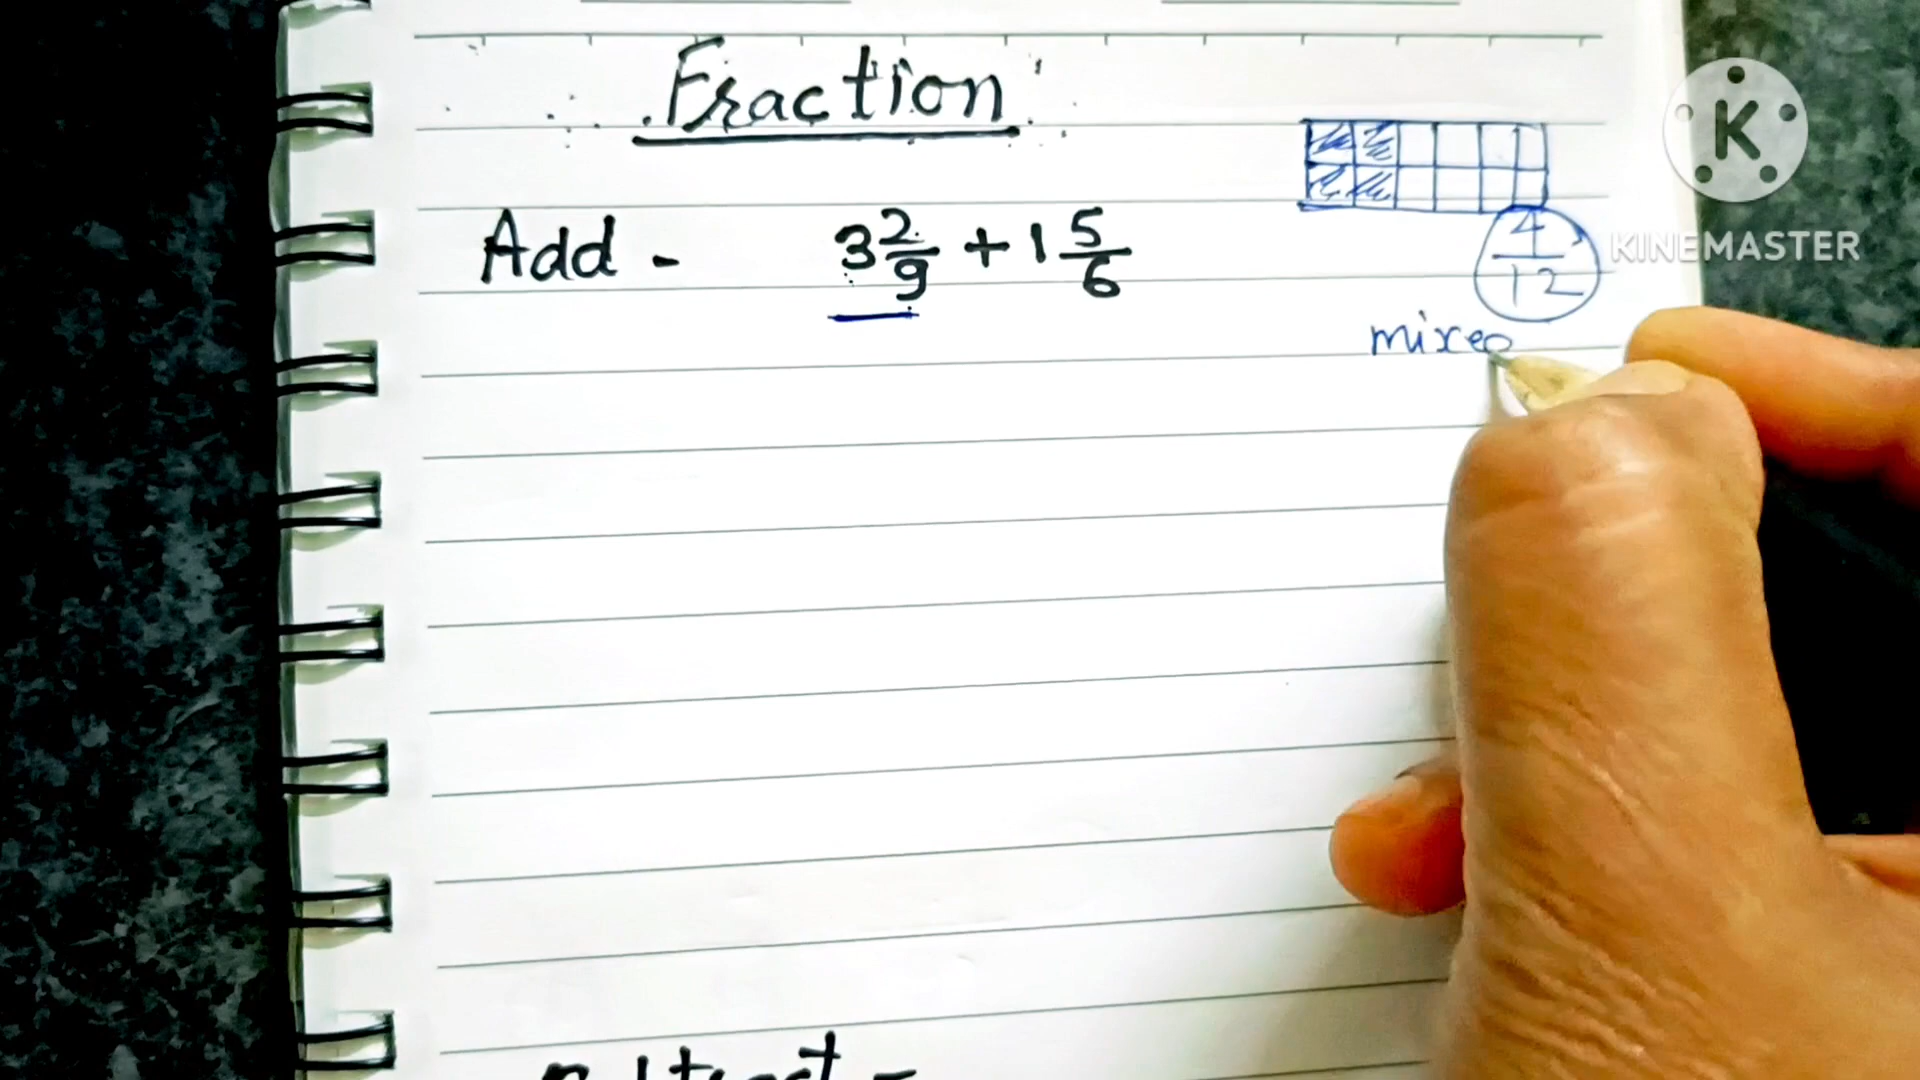 Fraction
Add - 3 2/9 + 1 5/6
4/12
mixed
K
KINEMASTER